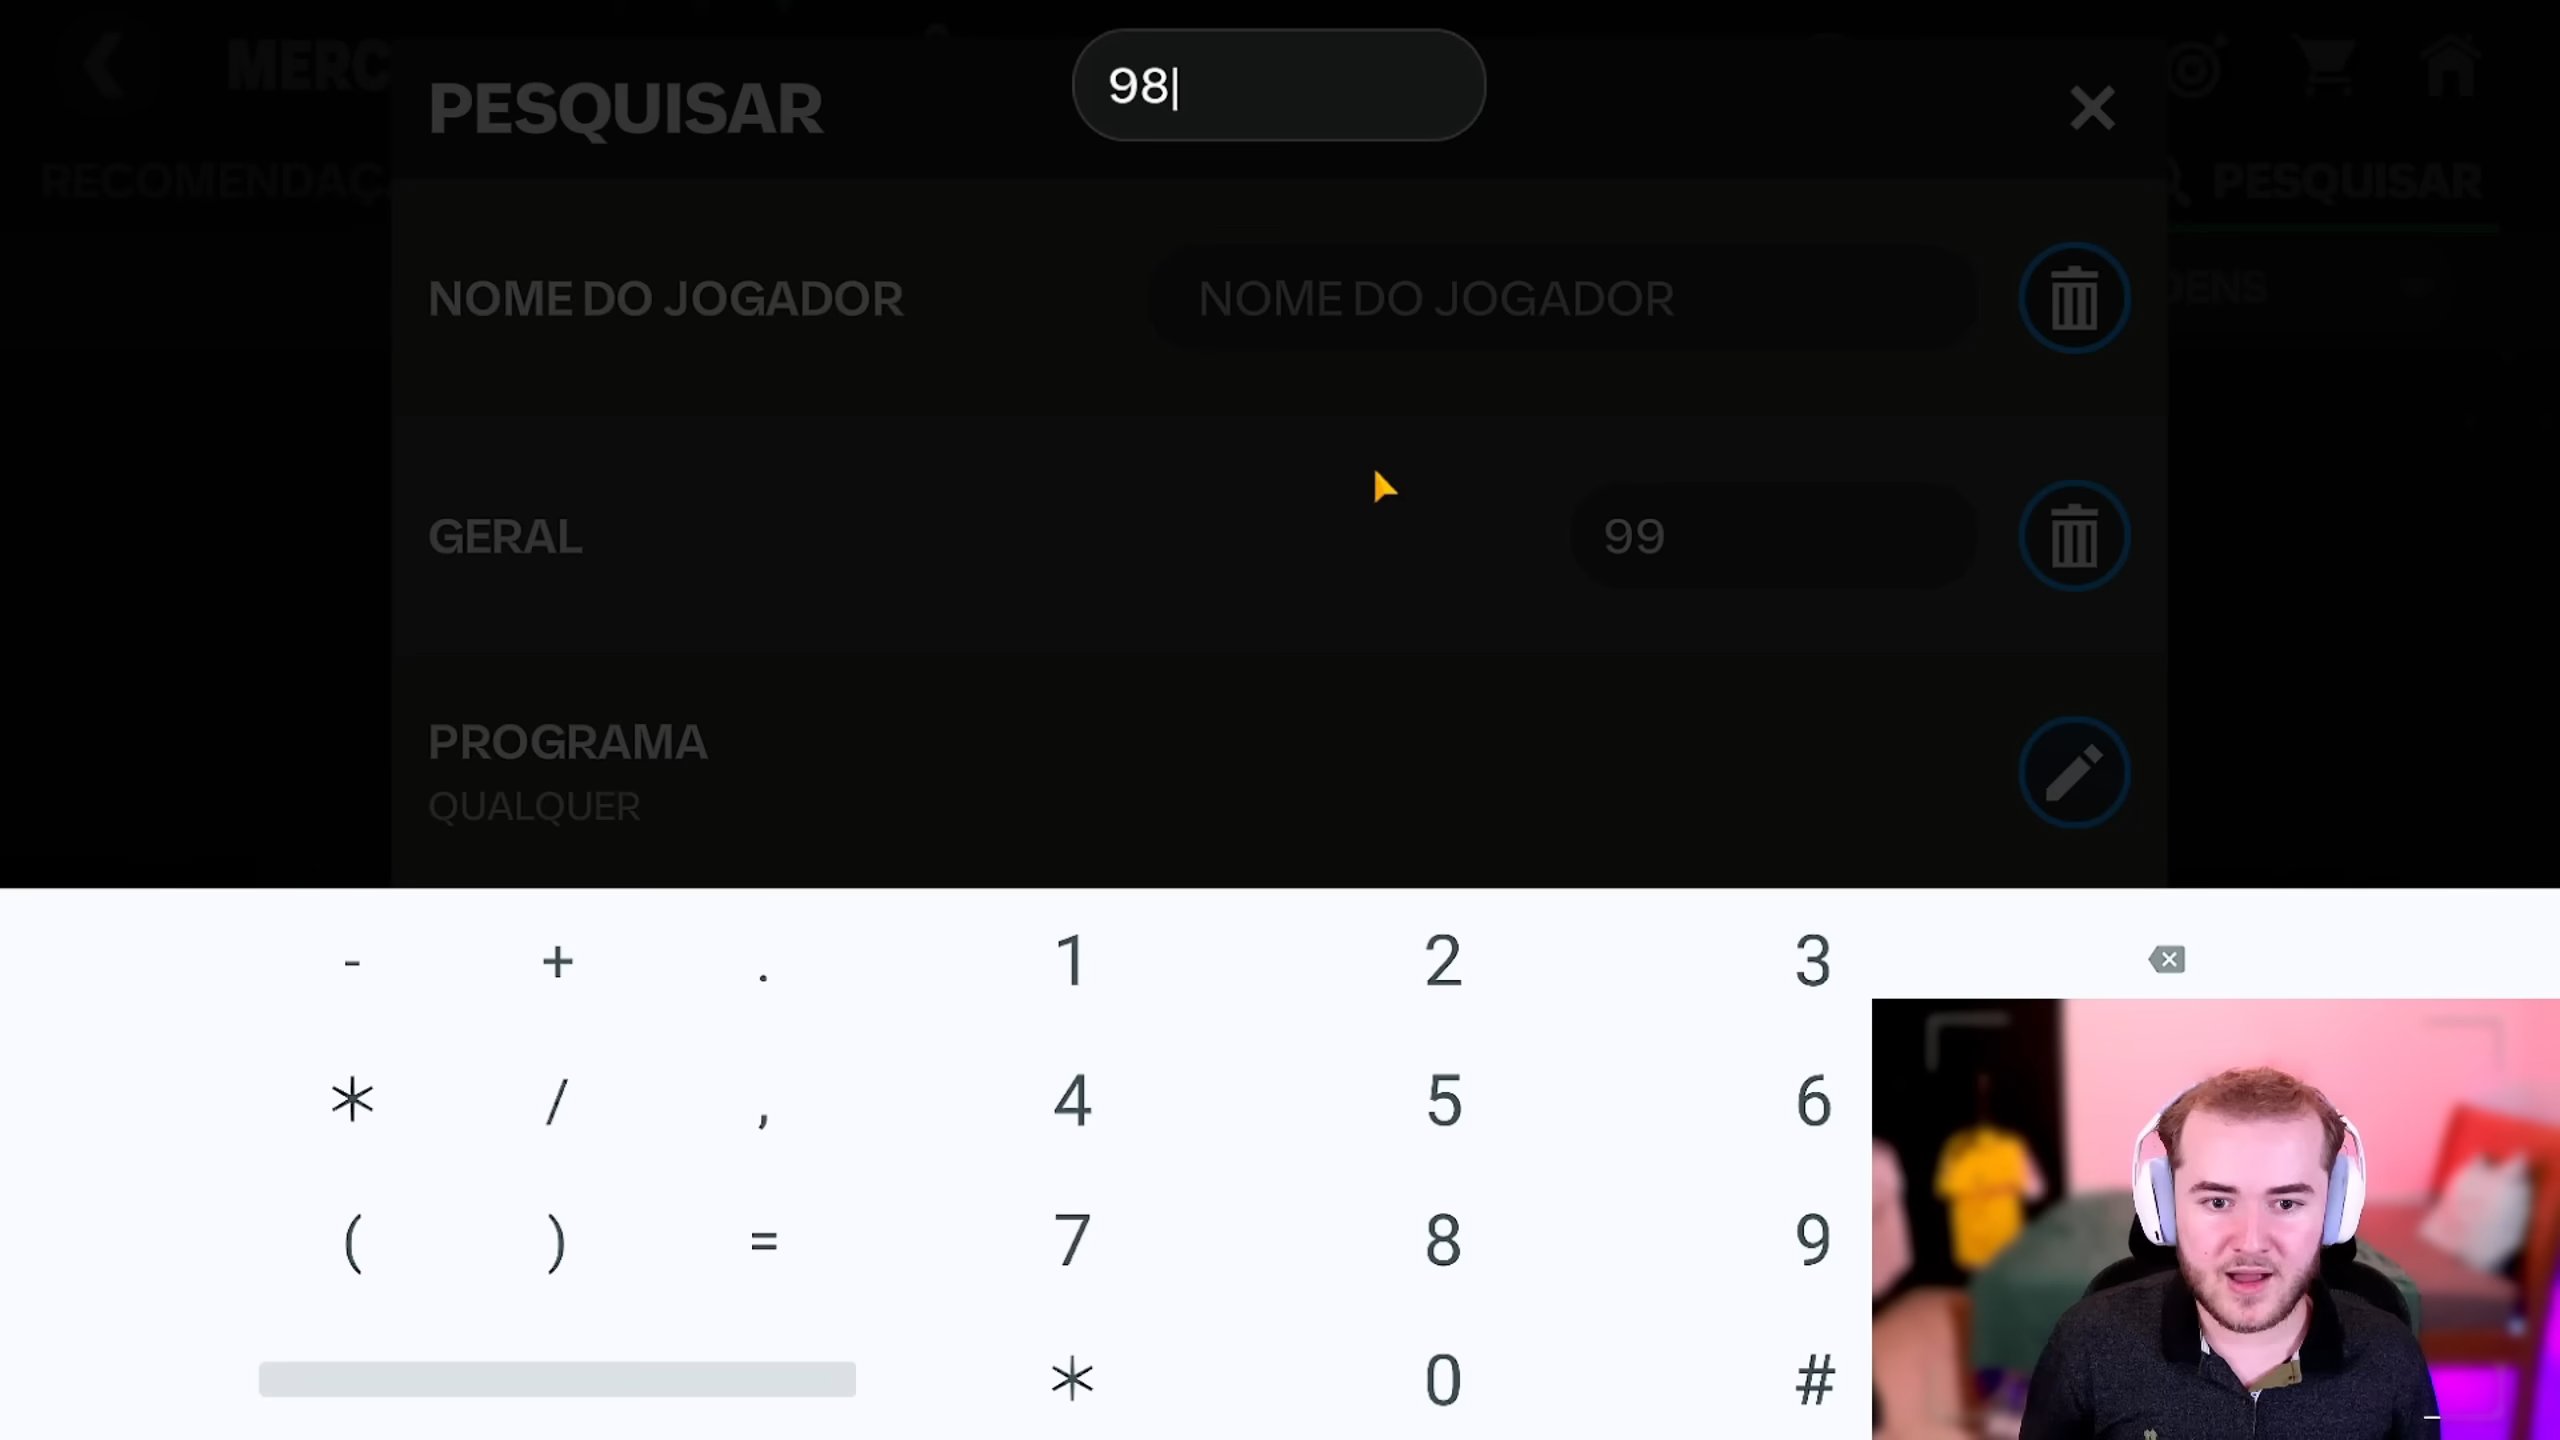 MERC
98
PESQUISAR
RECOMENDAÇ
PESQUISAR
NOME DO JOGADOR
NOME DO JOGADOR
DENS
GERAL
99
PROGRAMA
QUALQUER
- + . 1 2 3
* / , 4 5 6
( ) = 7 8 9
* 0 #